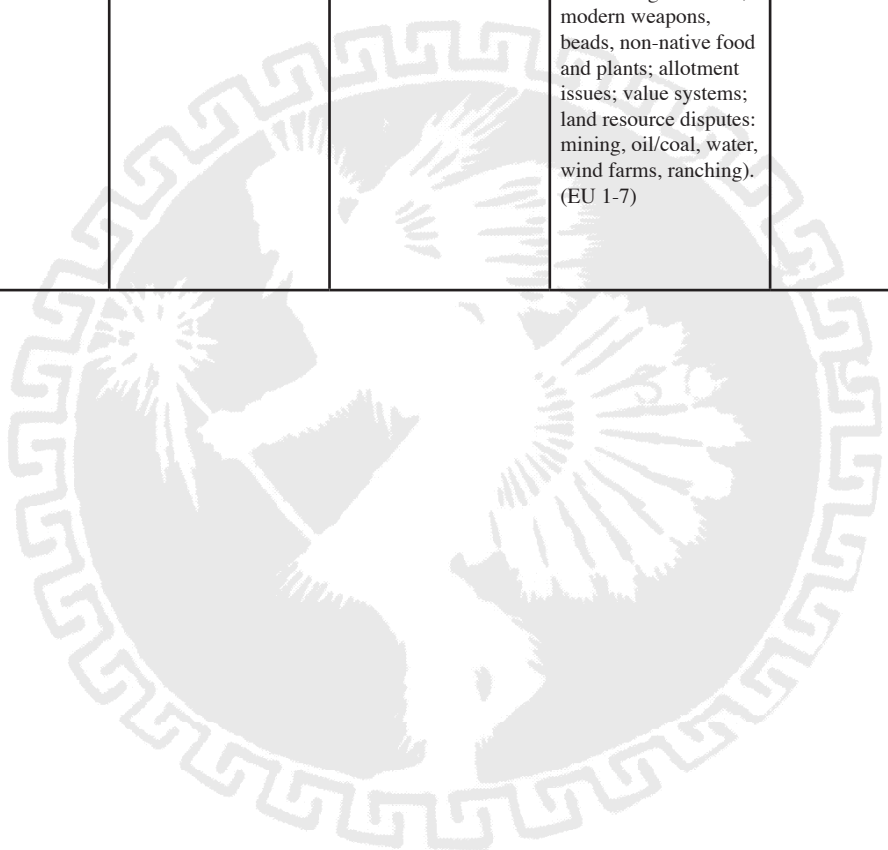 modern weapons,
beads, non-native food
and plants; allotment
issues; value systems;
land resource disputes:
mining, oil/coal, water,
wind farms, ranching).
(EU 1-7)